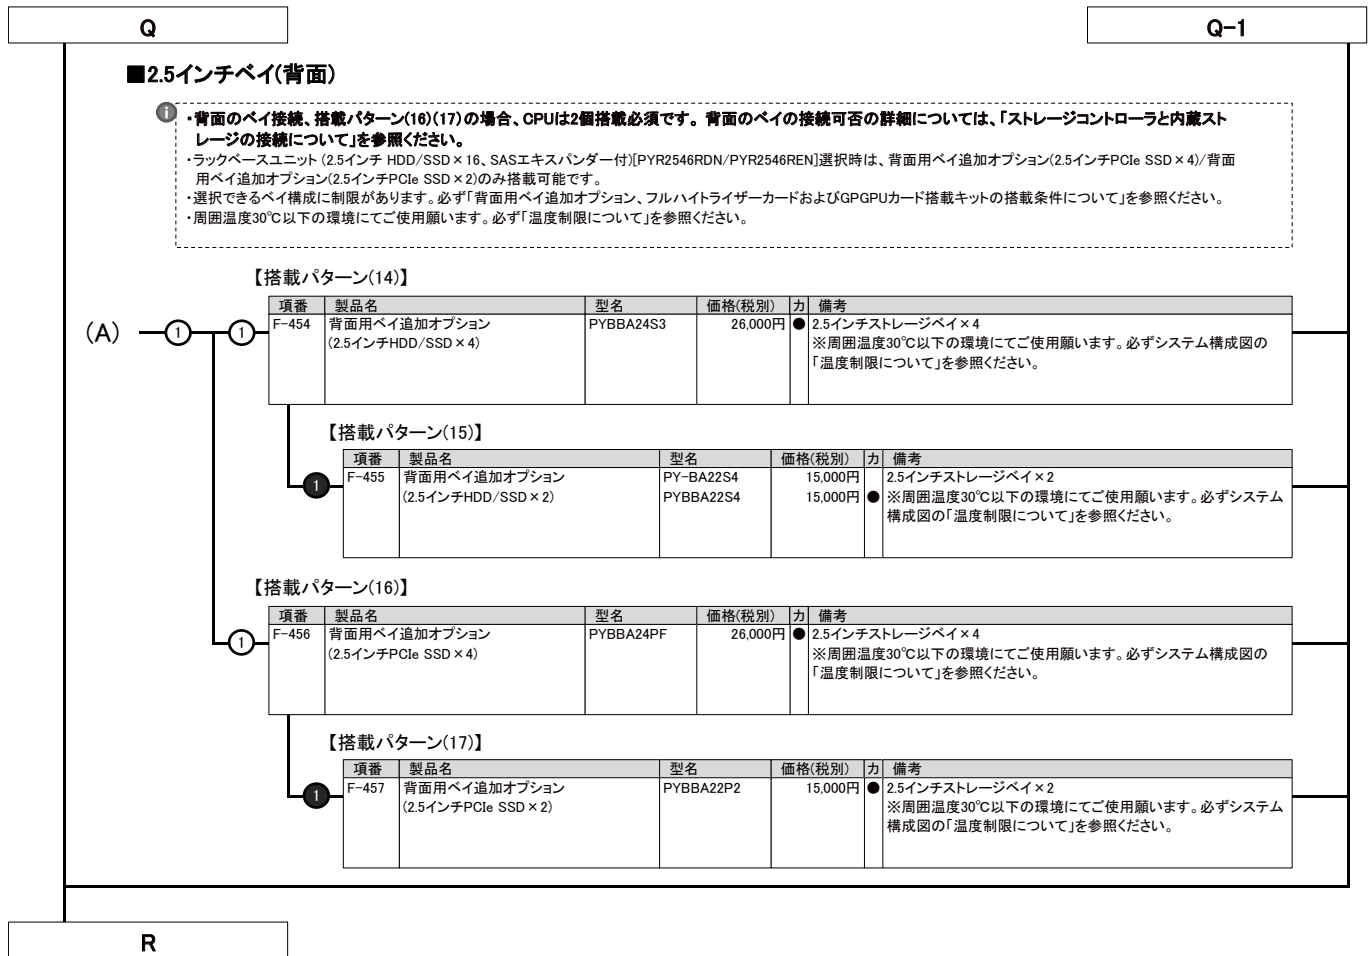 Q
Q-1
■2.5インチベイ(背面)
・背面のベイ接続、搭載パターン(16)(17)の場合、CPUは2個搭載必須です。背面のベイの接続可否の詳細については、「ストレージコントローラと内蔵スト
レージの接続について」を参照ください。
・ラックベースユニット (2.5インチ HDD/SSD×16、SASエキスパンダー付)[PYR2546RDN/PYR2546REN]選択時は、背面用ベイ追加オプション(2.5インチPCIe SSD×4)/背面
用ベイ追加オプション(2.5インチPCIe SSD×2)のみ搭載可能です。
・選択できるベイ構成に制限があります。必ず「背面用ベイ追加オプション、フルハイトライザーカードおよびGPGPUカード搭載キットの搭載条件について」を参照ください。
・周囲温度30℃以下の環境にてご使用願います。必ず「温度制限について」を参照ください。
【搭載パターン(14)】
項番 製品名 型名 価格(税別) カ 備考
(A) 1 1 F-454 背面用ベイ追加オプション PYBBA24S3 26,000円 ● 2.5インチストレージベイ×4
(2.5インチHDD/SSD×4) ※周囲温度30℃以下の環境にてご使用願います。必ずシステム構成図の
「温度制限について」を参照ください。
【搭載パターン(15)】
項番 製品名 型名 価格(税別) カ 備考
1 F-455 背面用ベイ追加オプション PY-BA22S4 15,000円 2.5インチストレージベイ×2
(2.5インチHDD/SSD×2) PYBBA22S4 15,000円 ● ※周囲温度30℃以下の環境にてご使用願います。必ずシステム
構成図の「温度制限について」を参照ください。
【搭載パターン(16)】
項番 製品名 型名 価格(税別) カ 備考
1 F-456 背面用ベイ追加オプション PYBBA24PF 26,000円 ● 2.5インチストレージベイ×4
(2.5インチPCIe SSD×4) ※周囲温度30℃以下の環境にてご使用願います。必ずシステム構成図の
「温度制限について」を参照ください。
【搭載パターン(17)】
項番 製品名 型名 価格(税別) カ 備考
1 F-457 背面用ベイ追加オプション PYBBA22P2 15,000円 ● 2.5インチストレージベイ×2
(2.5インチPCIe SSD×2) ※周囲温度30℃以下の環境にてご使用願います。必ずシステム
構成図の「温度制限について」を参照ください。
R